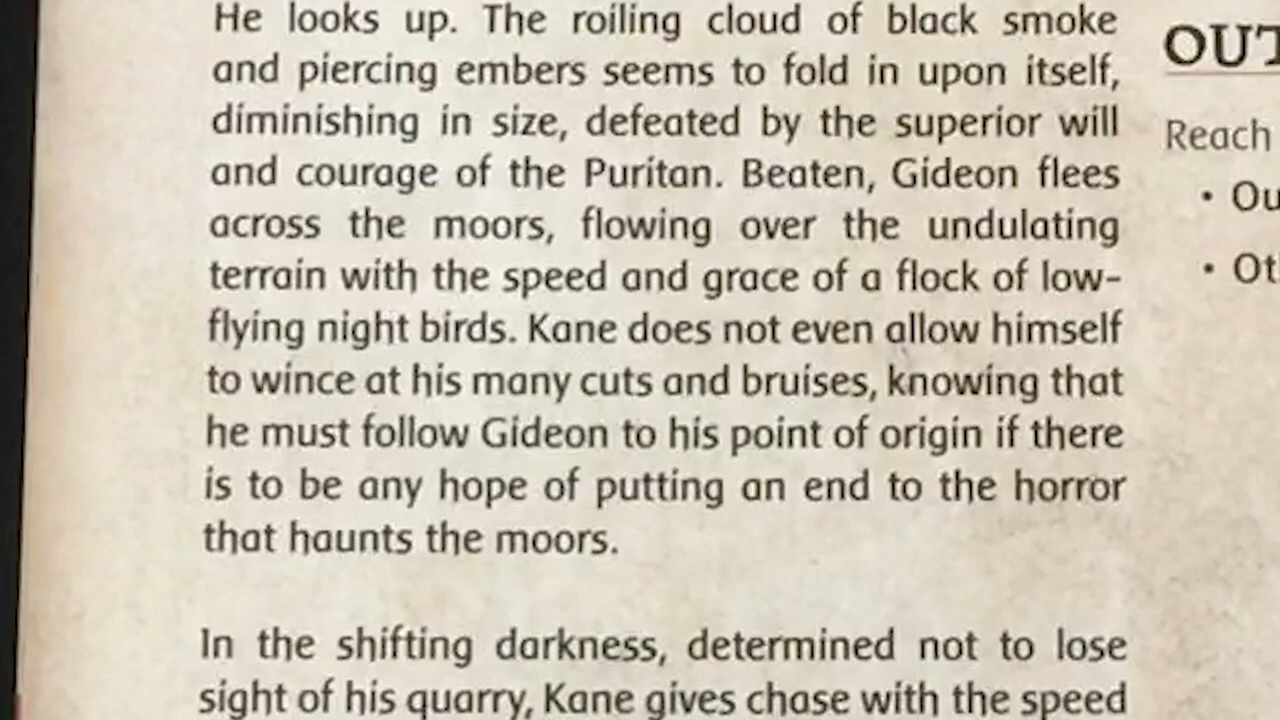 He looks up. The roiling cloud of black smoke
and piercing embers seems to fold in upon itself,
diminishing in size, defeated by the superior will
and courage of the Puritan. Beaten, Gideon flees
across the moors, flowing over the undulating
terrain with the speed and grace of a flock of low-
flying night birds. Kane does not even allow himself
to wince at his many cuts and bruises, knowing that
he must follow Gideon to his point of origin if there
is to be any hope of putting an end to the horror
that haunts the moors.
In the shifting darkness, determined not to lose
sight of his quarry, Kane gives chase with the speed
Reach